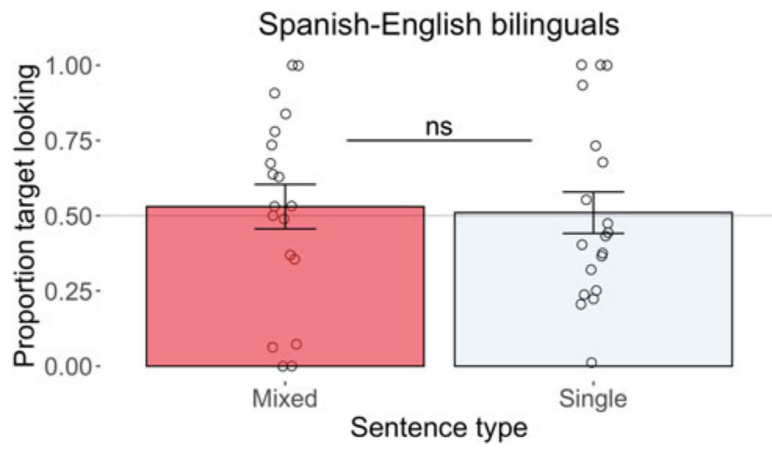 Spanish-English bilinguals
Proportion target looking
1.00
0.75
0.50
0.25
0.00
ns
Mixed
Single
Sentence type